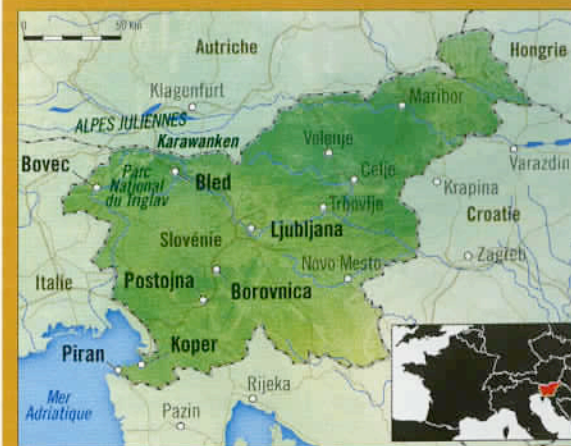 0 50 Km
Autriche
Hongrie
Klagenfurt
Maribor
ALPES JULIENNES
Karawanken
Velenje
Varazdin
Bovec
Parc
National
du Triglav
Bled
Celje
Krapina
Trbovlje
Croatie
Ljubljana
Slovénie
Zagreb
Italie
Postojna
Novo Mesto
Borovnica
Piran
Koper
Rijeka
Mer
Adriatique
Pazin